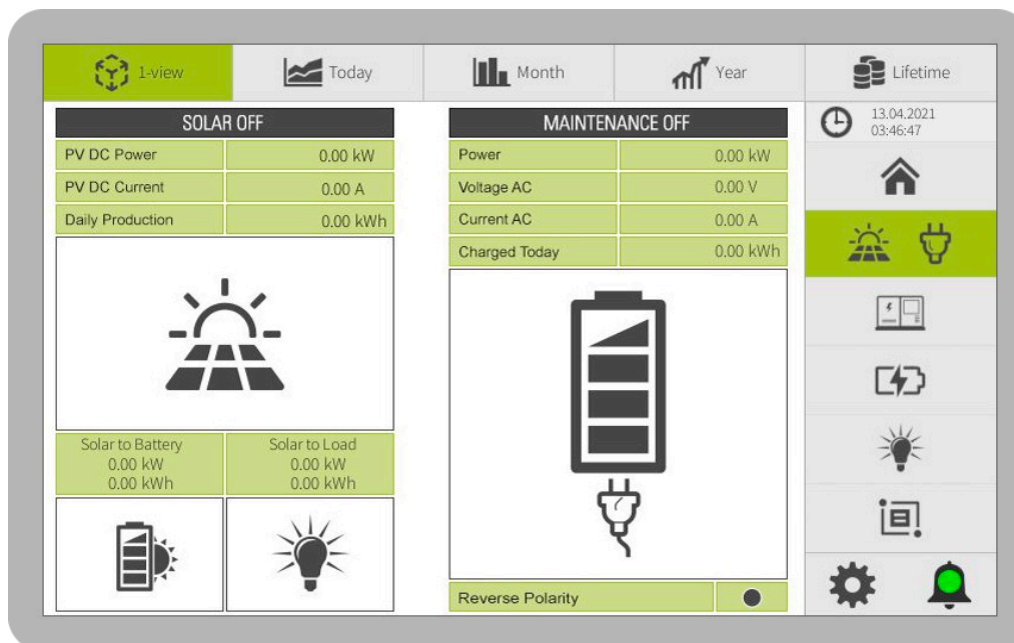 1-view
Today
Month
Year
Lifetime
SOLAR OFF
PV DC Power 0.00 kW
PV DC Current 0.00 A
Daily Production 0.00 kWh
Solar to Battery
0.00 kW
0.00 kWh
Solar to Load
0.00 kW
0.00 kWh
MAINTENANCE OFF
Power 0.00 kW
Voltage AC 0.00 V
Current AC 0.00 A
Charged Today 0.00 kWh
Reverse Polarity
13.04.2021
03:46:47